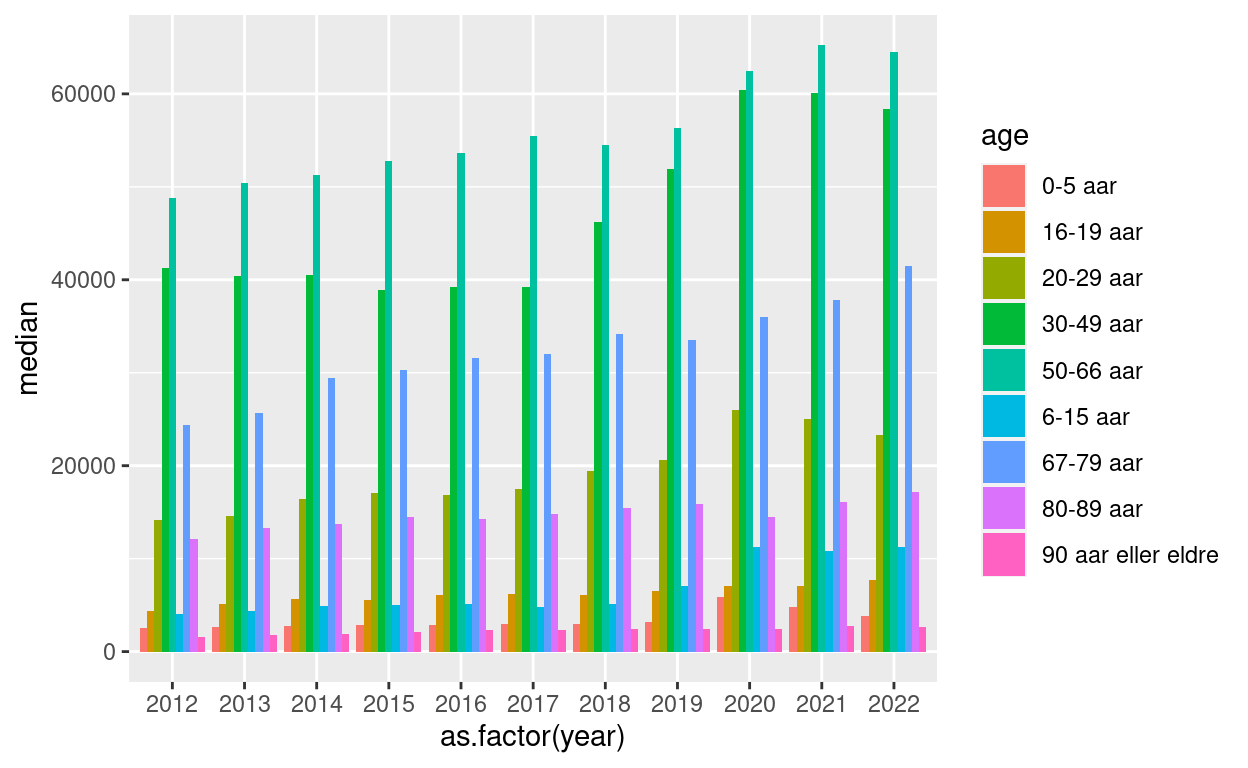 60000
40000
20000
0
median
2012 2013 2014 2015 2016 2017 2018 2019 2020 2021 2022
as.factor(year)
age
0-5 aar
16-19 aar
20-29 aar
30-49 aar
50-66 aar
6-15 aar
67-79 aar
80-89 aar
90 aar eller eldre